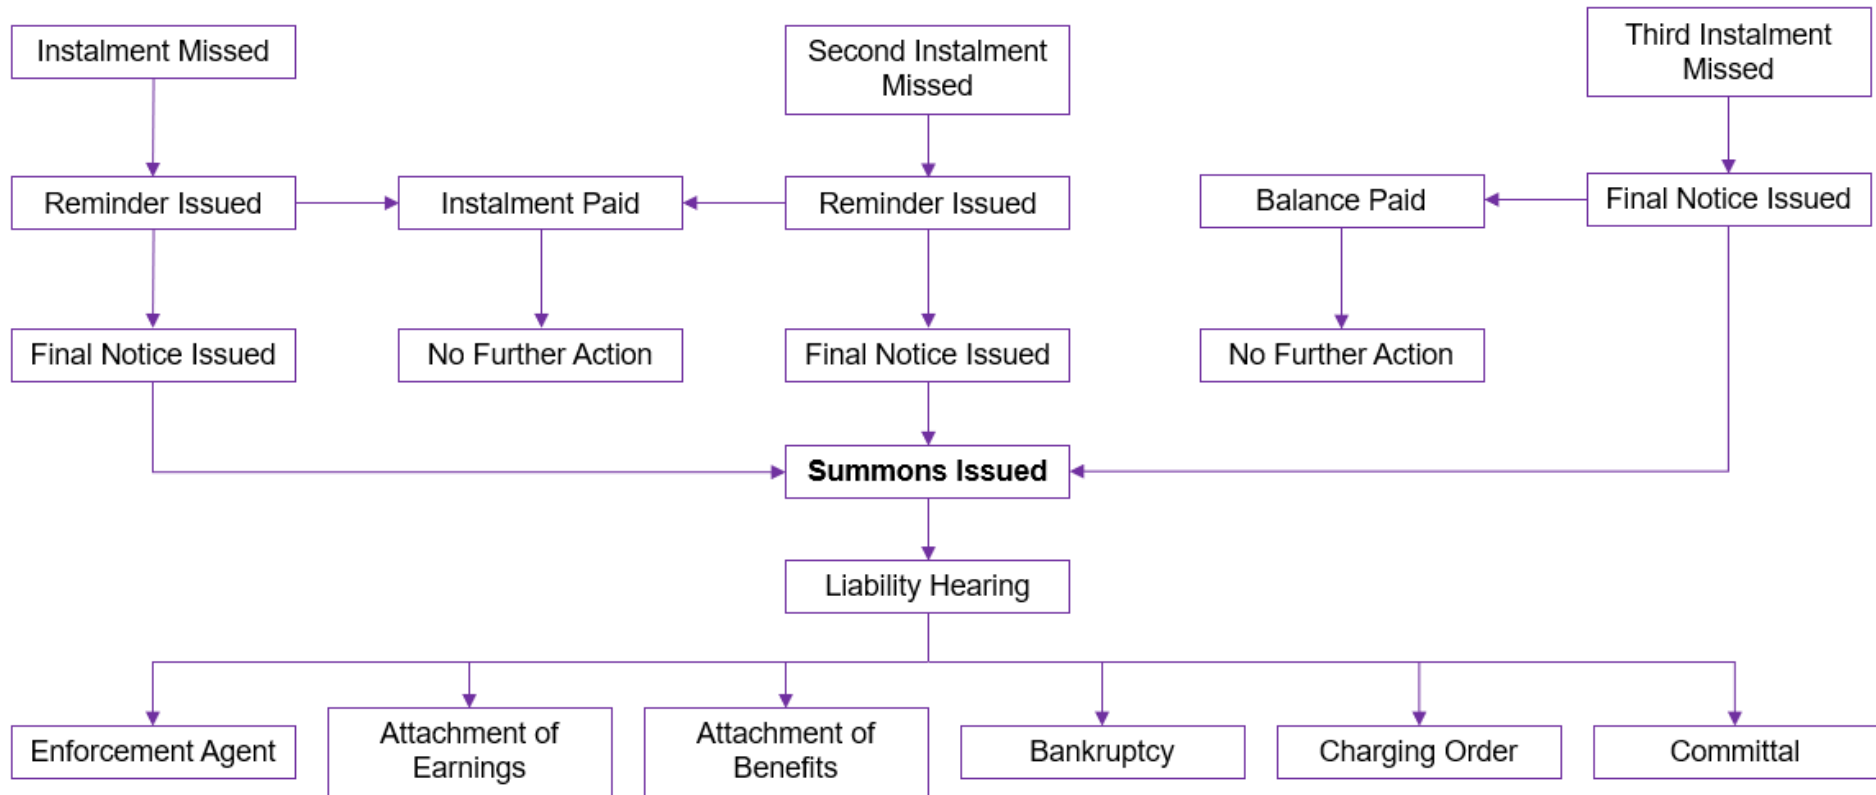 Instalment Missed
Second Instalment
Missed
Third Instalment
Missed
Reminder Issued
Instalment Paid
Reminder Issued
Balance Paid
Final Notice Issued
Final Notice Issued
No Further Action
Final Notice Issued
No Further Action
Summons Issued
Liability Hearing
Enforcement Agent
Attachment of
Earnings
Attachment of
Benefits
Bankruptcy
Charging Order
Committal